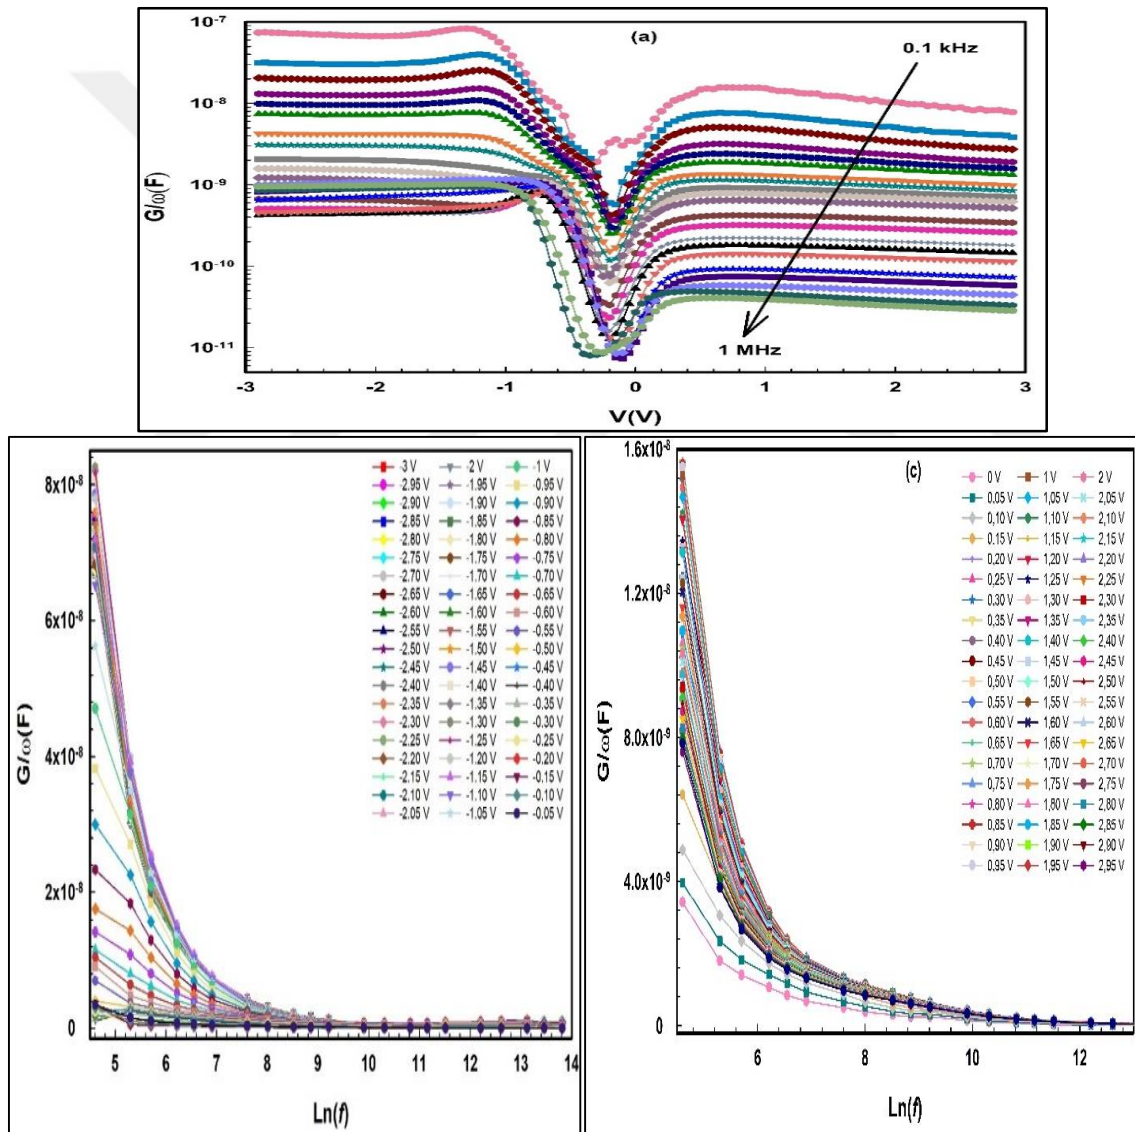 10⁻⁷
(a)
0.1 kHz
10⁻⁸
G/ω(F)
10⁻⁹
10⁻¹⁰
10⁻¹¹
1 MHz
-3 -2 -1 0 1 2 3
V(V)
8x10⁻⁸
6x10⁻⁸
4x10⁻⁸
2x10⁻⁸
0
G/ω(F)
-3 V -2 V -1 V
-2.95 V -1.95 V -0.95 V
-2.90 V -1.90 V -0.90 V
-2.85 V -1.85 V -0.85 V
-2.80 V -1.80 V -0.80 V
-2.75 V -1.75 V -0.75 V
-2.70 V -1.70 V -0.70 V
-2.65 V -1.65 V -0.65 V
-2.60 V -1.60 V -0.60 V
-2.55 V -1.55 V -0.55 V
-2.50 V -1.50 V -0.50 V
-2.45 V -1.45 V -0.45 V
-2.40 V -1.40 V -0.40 V
-2.35 V -1.35 V -0.35 V
-2.30 V -1.30 V -0.30 V
-2.25 V -1.25 V -0.25 V
-2.20 V -1.20 V -0.20 V
-2.15 V -1.15 V -0.15 V
-2.10 V -1.10 V -0.10 V
-2.05 V -1.05 V -0.05 V
5 6 7 8 9 10 11 12 13 14
Ln(f)
1.6x10⁻⁸
(c)
1.2x10⁻⁸
8.0x10⁻⁹
4.0x10⁻⁹
0
G/ω(F)
0 V 1 V 2 V
0,05 V 1,05 V 2,05 V
0,10 V 1,10 V 2,10 V
0,15 V 1,15 V 2,15 V
0,20 V 1,20 V 2,20 V
0,25 V 1,25 V 2,25 V
0,30 V 1,30 V 2,30 V
0,35 V 1,35 V 2,35 V
0,40 V 1,40 V 2,40 V
0,45 V 1,45 V 2,45 V
0,50 V 1,50 V 2,50 V
0,55 V 1,55 V 2,55 V
0,60 V 1,60 V 2,60 V
0,65 V 1,65 V 2,65 V
0,70 V 1,70 V 2,70 V
0,75 V 1,75 V 2,75 V
0,80 V 1,80 V 2,80 V
0,85 V 1,85 V 2,85 V
0,90 V 1,90 V 2,90 V
0,95 V 1,95 V 2,95 V
6 8 10 12
Ln(f)